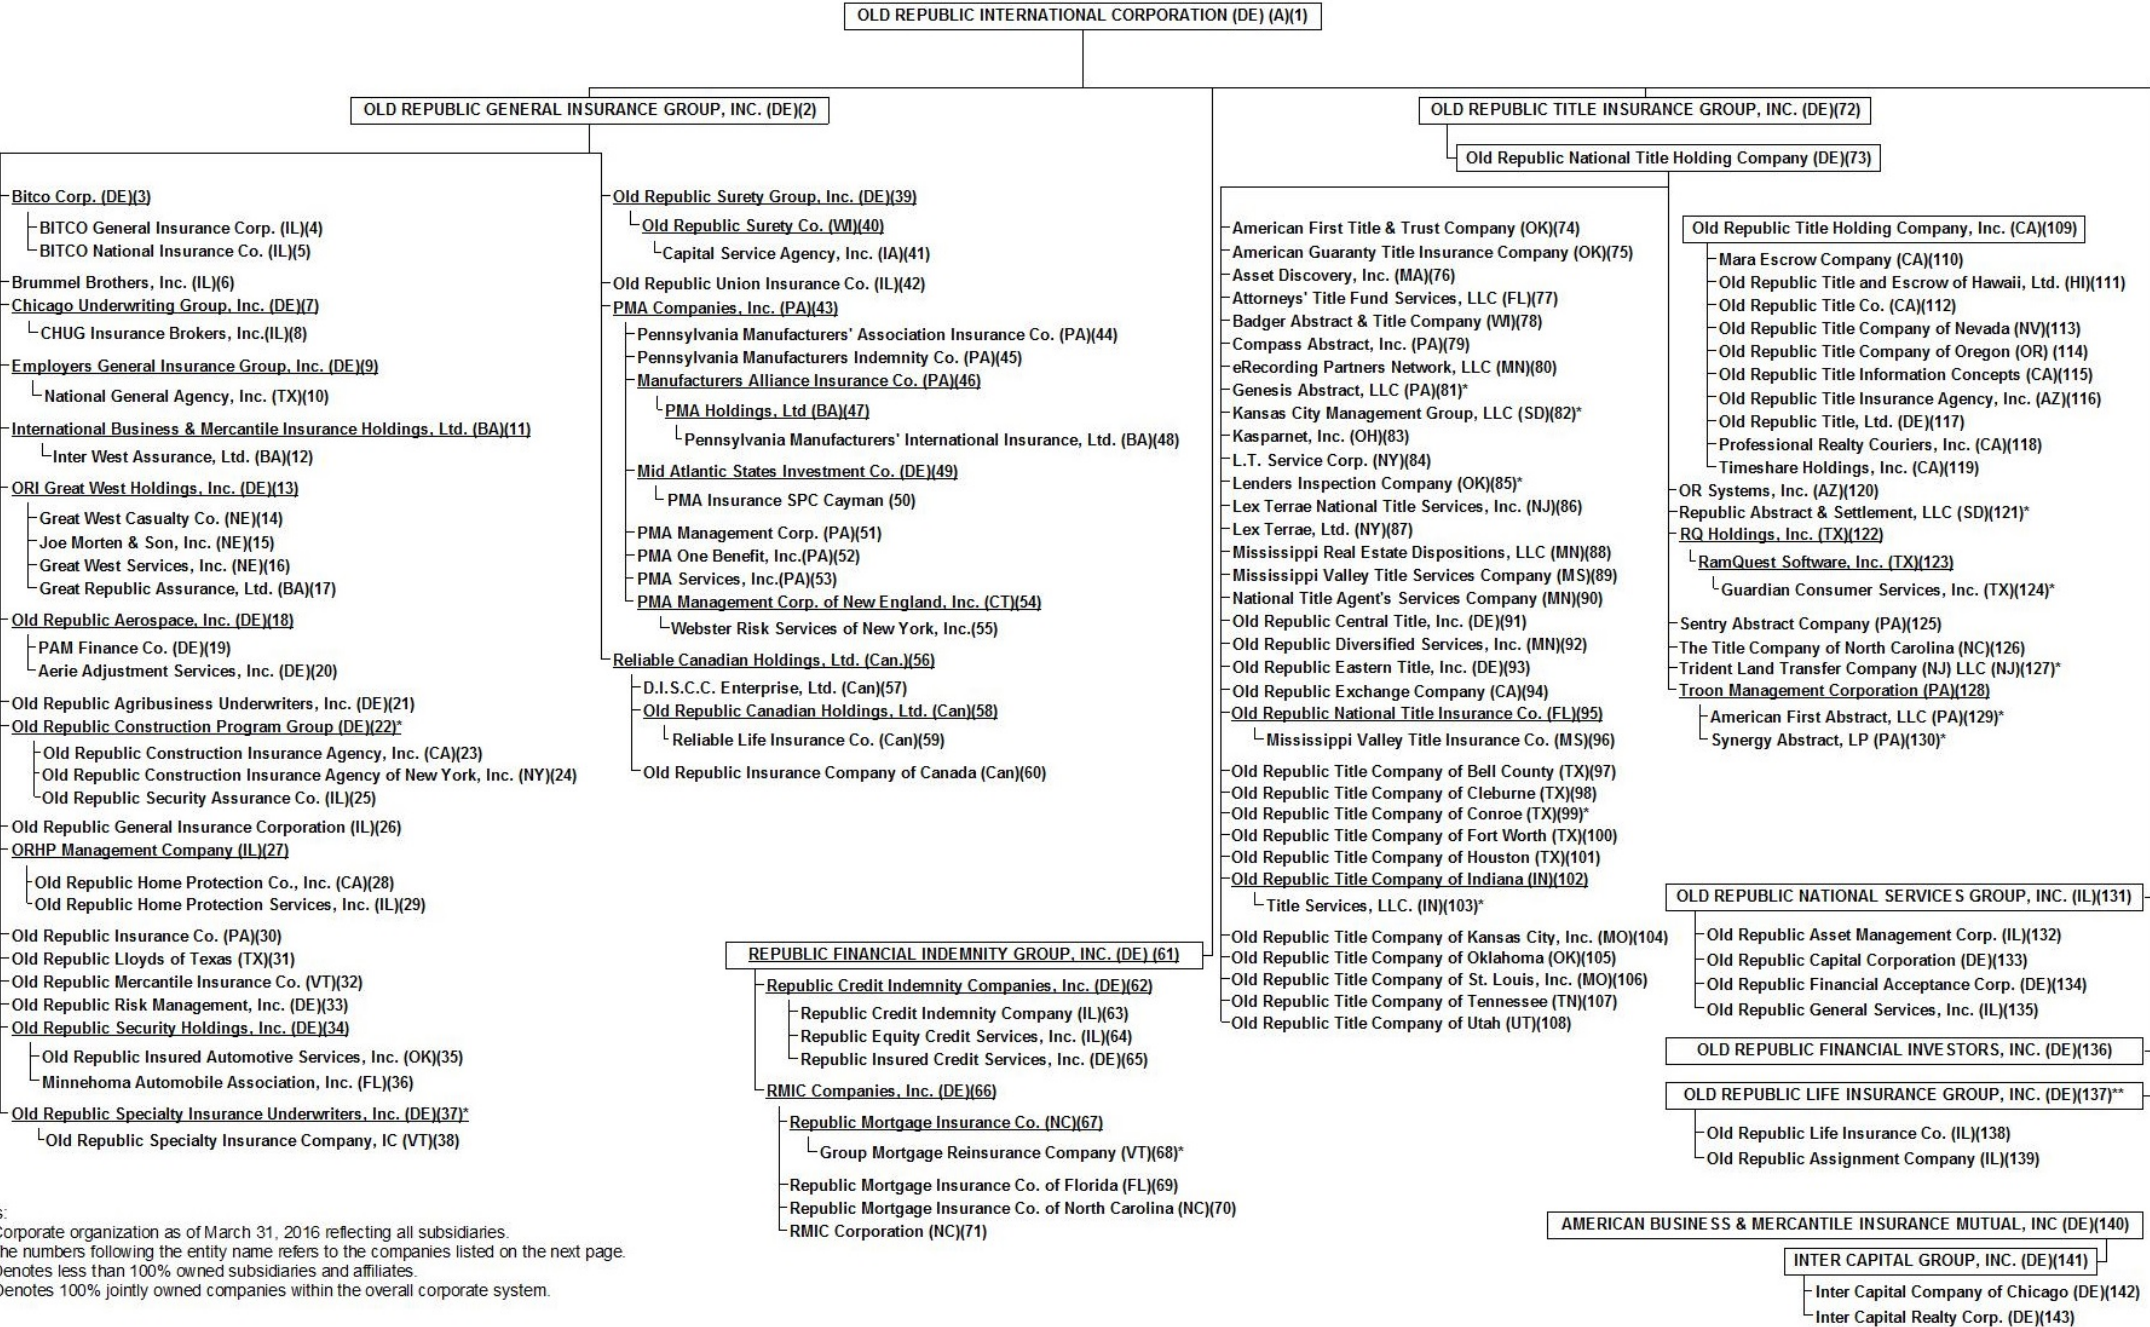 OLD REPUBLIC INTERNATIONAL CORPORATION (DE) (A)(1)
OLD REPUBLIC GENERAL INSURANCE GROUP, INC. (DE)(2)
Bitco Corp. (DE)(3)
BITCO General Insurance Corp. (IL)(4)
BITCO National Insurance Co. (IL)(5)
Brummel Brothers, Inc. (IL)(6)
Chicago Underwriting Group, Inc. (DE)(7)
CHUG Insurance Brokers, Inc.(IL)(8)
Employers General Insurance Group, Inc. (DE)(9)
National General Agency, Inc. (TX)(10)
International Business & Mercantile Insurance Holdings, Ltd. (BA)(11)
Inter West Assurance, Ltd. (BA)(12)
ORI Great West Holdings, Inc. (DE)(13)
Great West Casualty Co. (NE)(14)
Joe Morten & Son, Inc. (NE)(15)
Great West Services, Inc. (NE)(16)
Great Republic Assurance, Ltd. (BA)(17)
Old Republic Aerospace, Inc. (DE)(18)
PAM Finance Co. (DE)(19)
Aerie Adjustment Services, Inc. (DE)(20)
Old Republic Agribusiness Underwriters, Inc. (DE)(21)
Old Republic Construction Program Group (DE)(22)*
Old Republic Construction Insurance Agency, Inc. (CA)(23)
Old Republic Construction Insurance Agency of New York, Inc. (NY)(24)
Old Republic Security Assurance Co. (IL)(25)
Old Republic General Insurance Corporation (IL)(26)
ORHP Management Company (IL)(27)
Old Republic Home Protection Co., Inc. (CA)(28)
Old Republic Home Protection Services, Inc. (IL)(29)
Old Republic Insurance Co. (PA)(30)
Old Republic Lloyds of Texas (TX)(31)
Old Republic Mercantile Insurance Co. (VT)(32)
Old Republic Risk Management, Inc. (DE)(33)
Old Republic Security Holdings, Inc. (DE)(34)
Old Republic Insured Automotive Services, Inc. (OK)(35)
Minnehoma Automobile Association, Inc. (FL)(36)
Old Republic Specialty Insurance Underwriters, Inc. (DE)(37)*
Old Republic Specialty Insurance Company, IC (VT)(38)
Old Republic Surety Group, Inc. (DE)(39)
Old Republic Surety Co. (WI)(40)
Capital Service Agency, Inc. (IA)(41)
Old Republic Union Insurance Co. (IL)(42)
PMA Companies, Inc. (PA)(43)
Pennsylvania Manufacturers' Association Insurance Co. (PA)(44)
Pennsylvania Manufacturers Indemnity Co. (PA)(45)
Manufacturers Alliance Insurance Co. (PA)(46)
PMA Holdings, Ltd (BA)(47)
Pennsylvania Manufacturers' International Insurance, Ltd. (BA)(48)
Mid Atlantic States Investment Co. (DE)(49)
PMA Insurance SPC Cayman (50)
PMA Management Corp. (PA)(51)
PMA One Benefit, Inc.(PA)(52)
PMA Services, Inc.(PA)(53)
PMA Management Corp. of New England, Inc. (CT)(54)
Webster Risk Services of New York, Inc.(55)
Reliable Canadian Holdings, Ltd. (Can.)(56)
D.I.S.C.C. Enterprise, Ltd. (Can)(57)
Old Republic Canadian Holdings, Ltd. (Can)(58)
Reliable Life Insurance Co. (Can)(59)
Old Republic Insurance Company of Canada (Can)(60)
REPUBLIC FINANCIAL INDEMNITY GROUP, INC. (DE) (61)
Republic Credit Indemnity Companies, Inc. (DE)(62)
Republic Credit Indemnity Company (IL)(63)
Republic Equity Credit Services, Inc. (IL)(64)
Republic Insured Credit Services, Inc. (DE)(65)
RMIC Companies, Inc. (DE)(66)
Republic Mortgage Insurance Co. (NC)(67)
Group Mortgage Reinsurance Company (VT)(68)*
Republic Mortgage Insurance Co. of Florida (FL)(69)
Republic Mortgage Insurance Co. of North Carolina (NC)(70)
RMIC Corporation (NC)(71)
OLD REPUBLIC TITLE INSURANCE GROUP, INC. (DE)(72)
Old Republic National Title Holding Company (DE)(73)
American First Title & Trust Company (OK)(74)
American Guaranty Title Insurance Company (OK)(75)
Asset Discovery, Inc. (MA)(76)
Attorneys' Title Fund Services, LLC (FL)(77)
Badger Abstract & Title Company (WI)(78)
Compass Abstract, Inc. (PA)(79)
eRecording Partners Network, LLC (MN)(80)
Genesis Abstract, LLC (PA)(81)*
Kansas City Management Group, LLC (SD)(82)*
Kasparnet, Inc. (OH)(83)
L.T. Service Corp. (NY)(84)
Lenders Inspection Company (OK)(85)*
Lex Terrae National Title Services, Inc. (NJ)(86)
Lex Terrae, Ltd. (NY)(87)
Mississippi Real Estate Dispositions, LLC (MN)(88)
Mississippi Valley Title Services Company (MS)(89)
National Title Agent's Services Company (MN)(90)
Old Republic Central Title, Inc. (DE)(91)
Old Republic Diversified Services, Inc. (MN)(92)
Old Republic Eastern Title, Inc. (DE)(93)
Old Republic Exchange Company (CA)(94)
Old Republic National Title Insurance Co. (FL)(95)
Mississippi Valley Title Insurance Co. (MS)(96)
Old Republic Title Company of Bell County (TX)(97)
Old Republic Title Company of Cleburne (TX)(98)
Old Republic Title Company of Conroe (TX)(99)*
Old Republic Title Company of Fort Worth (TX)(100)
Old Republic Title Company of Houston (TX)(101)
Old Republic Title Company of Indiana (IN)(102)
Title Services, LLC. (IN)(103)*
Old Republic Title Company of Kansas City, Inc. (MO)(104)
Old Republic Title Company of Oklahoma (OK)(105)
Old Republic Title Company of St. Louis, Inc. (MO)(106)
Old Republic Title Company of Tennessee (TN)(107)
Old Republic Title Company of Utah (UT)(108)
Old Republic Title Holding Company, Inc. (CA)(109)
Mara Escrow Company (CA)(110)
Old Republic Title and Escrow of Hawaii, Ltd. (HI)(111)
Old Republic Title Co. (CA)(112)
Old Republic Title Company of Nevada (NV)(113)
Old Republic Title Company of Oregon (OR) (114)
Old Republic Title Information Concepts (CA)(115)
Old Republic Title Insurance Agency, Inc. (AZ)(116)
Old Republic Title, Ltd. (DE)(117)
Professional Realty Couriers, Inc. (CA)(118)
Timeshare Holdings, Inc. (CA)(119)
OR Systems, Inc. (AZ)(120)
Republic Abstract & Settlement, LLC (SD)(121)*
RQ Holdings, Inc. (TX)(122)
RamQuest Software, Inc. (TX)(123)
Guardian Consumer Services, Inc. (TX)(124)*
Sentry Abstract Company (PA)(125)
The Title Company of North Carolina (NC)(126)
Trident Land Transfer Company (NJ) LLC (NJ)(127)*
Troon Management Corporation (PA)(128)
American First Abstract, LLC (PA)(129)*
Synergy Abstract, LP (PA)(130)*
OLD REPUBLIC NATIONAL SERVICES GROUP, INC. (IL)(131)
Old Republic Asset Management Corp. (IL)(132)
Old Republic Capital Corporation (DE)(133)
Old Republic Financial Acceptance Corp. (DE)(134)
Old Republic General Services, Inc. (IL)(135)
OLD REPUBLIC FINANCIAL INVESTORS, INC. (DE)(136)
OLD REPUBLIC LIFE INSURANCE GROUP, INC. (DE)(137)**
Old Republic Life Insurance Co. (IL)(138)
Old Republic Assignment Company (IL)(139)
AMERICAN BUSINESS & MERCANTILE INSURANCE MUTUAL, INC (DE)(140)
INTER CAPITAL GROUP, INC. (DE)(141)
Inter Capital Company of Chicago (DE)(142)
Inter Capital Realty Corp. (DE)(143)
s:
Corporate organization as of March 31, 2016 reflecting all subsidiaries.
he numbers following the entity name refers to the companies listed on the next page.
Denotes less than 100% owned subsidiaries and affiliates.
Denotes 100% jointly owned companies within the overall corporate system.